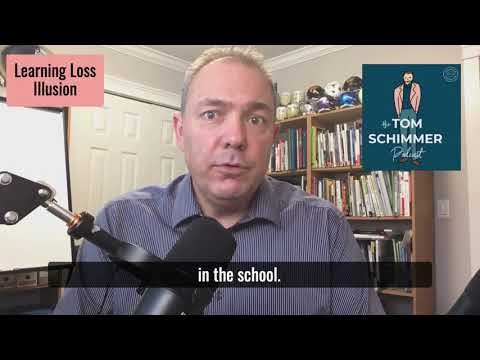 Learning Loss
Illusion
the
TOM
SCHIMMER
Podcast
in the school.